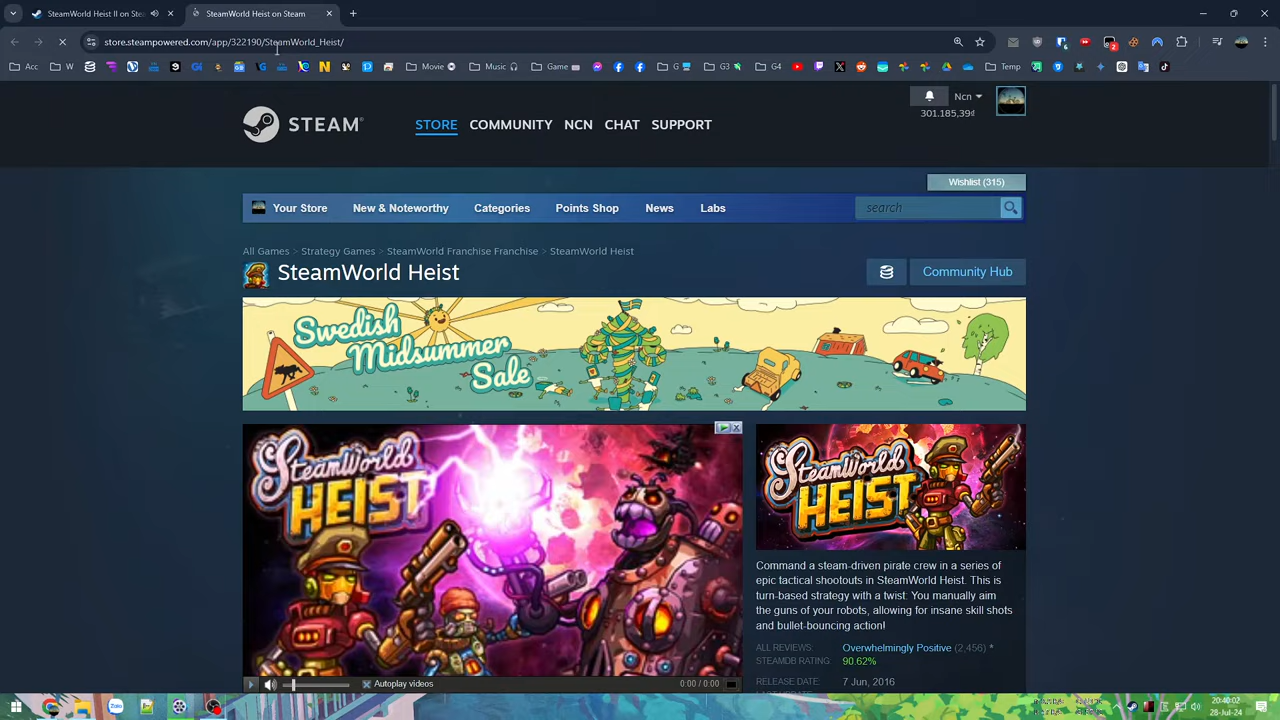 SteamWorld Heist II on Stea
SteamWorld Heist on Steam
store.steampowered.com/app/322190/SteamWorld_Heist/
Acc
W
Movie
Music
Game
G
G3
G4
Temp
STEAM
STORE
COMMUNITY
NCN
CHAT
SUPPORT
Ncn
301.185,39₫
Wishlist (315)
Your Store
New & Noteworthy
Categories
Points Shop
News
Labs
search
All Games > Strategy Games > SteamWorld Franchise Franchise > SteamWorld Heist
SteamWorld Heist
Community Hub
Swedish
Midsummer
Sale
SteamWorld
HEIST
SteamWorld
HEIST
Command a steam-driven pirate crew in a series of
epic tactical shootouts in SteamWorld Heist. This is
turn-based strategy with a twist: You manually aim
the guns of your robots, allowing for insane skill shots
and bullet-bouncing action!
ALL REVIEWS: Overwhelmingly Positive (2,456) *
STEAMDB RATING: 90.62%
RELEASE DATE: 7 Jun, 2016
Autoplay videos
0:00 / 0:00
Zalo
20:40:02
28-Jul-24